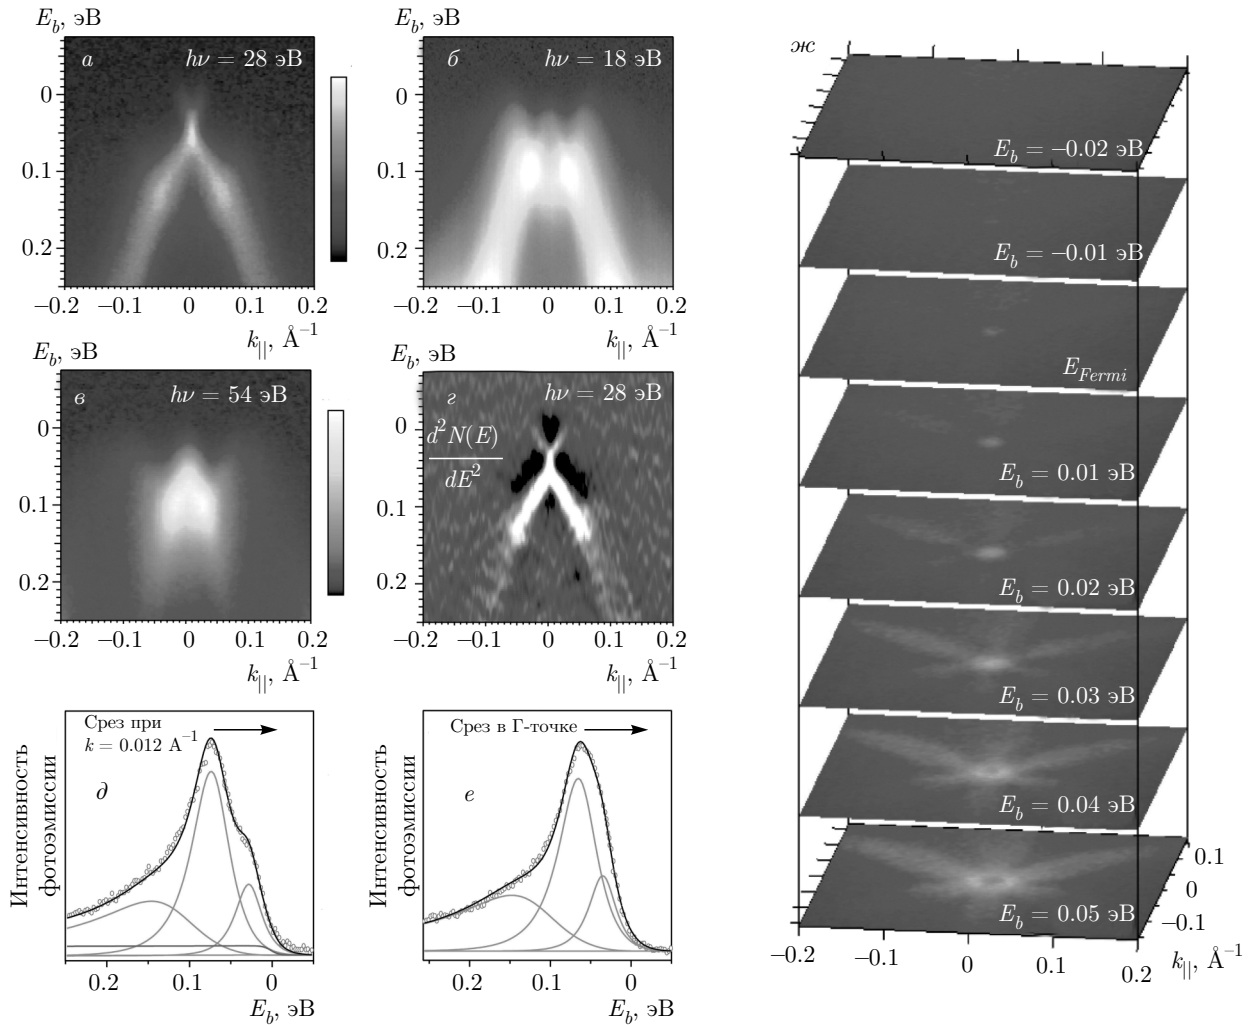 E_b, эВ
а
hν = 28 эВ
0
0.1
0.2
−0.2 −0.1 0 0.1 0.2
k_||, Å⁻¹
E_b, эВ
б
hν = 18 эВ
0
0.1
0.2
−0.2 −0.1 0 0.1 0.2
k_||, Å⁻¹
E_b, эВ
в
hν = 54 эВ
0
0.1
0.2
−0.2 −0.1 0 0.1 0.2
k_||, Å⁻¹
E_b, эВ
г
hν = 28 эВ
d²N(E)
dE²
0
0.1
0.2
−0.2 −0.1 0 0.1 0.2
k_||, Å⁻¹
Срез при
k = 0.012 А⁻¹
д
Интенсивность
фотоэмиссии
0.2 0.1 0
E_b, эВ
Срез в Г-точке
е
Интенсивность
фотоэмиссии
0.2 0.1 0
E_b, эВ
ж
E_b = −0.02 эВ
E_b = −0.01 эВ
E_Fermi
E_b = 0.01 эВ
E_b = 0.02 эВ
E_b = 0.03 эВ
E_b = 0.04 эВ
E_b = 0.05 эВ
0.1
0
−0.1
−0.2 −0.1 0 0.1 0.2
k_||, Å⁻¹